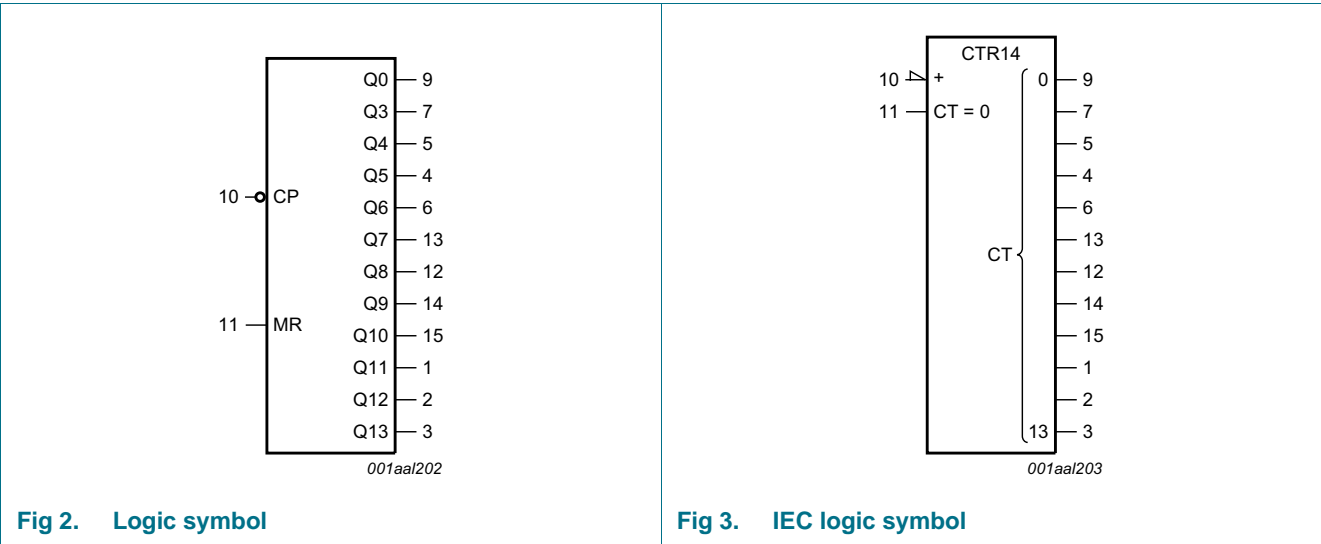 Q0 9
Q3 7
Q4 5
Q5 4
10 CP Q6 6
Q7 13
Q8 12
Q9 14
11 MR Q10 15
Q11 1
Q12 2
Q13 3
001aal202
Fig 2. Logic symbol
CTR14
10 + 0 9
11 CT = 0 7
5
4
6
13
CT 12
14
15
1
2
13 3
001aal203
Fig 3. IEC logic symbol